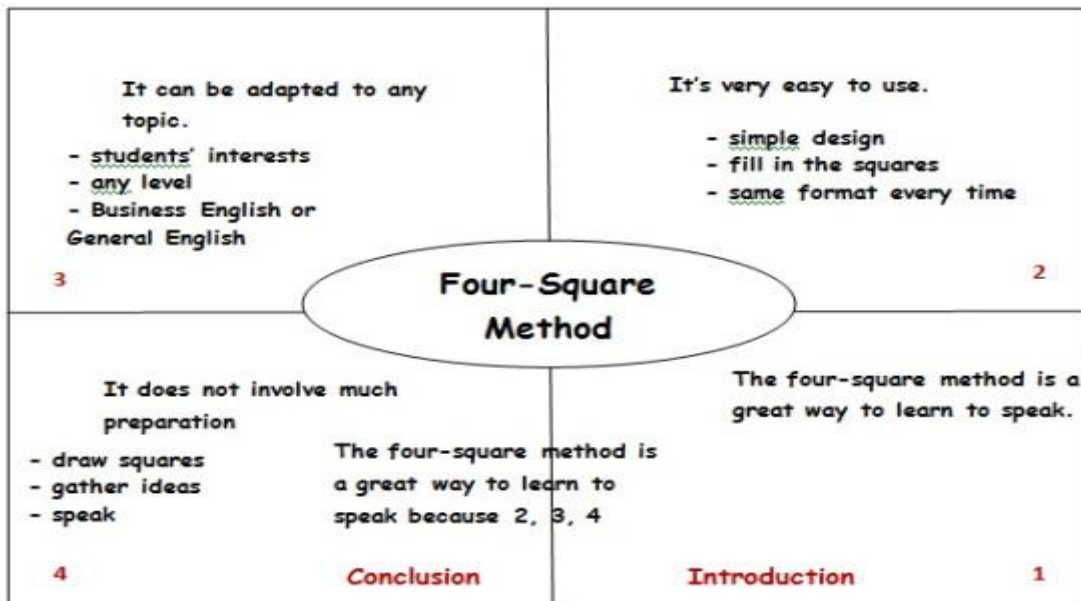 It can be adapted to any
topic.
- students' interests
- any level
- Business English or
General English
3
It's very easy to use.
- simple design
- fill in the squares
- same format every time
2
Four-Square
Method
It does not involve much
preparation
- draw squares
- gather ideas
- speak
4
The four-square method is
a great way to learn to
speak because 2, 3, 4
Conclusion
The four-square method is a
great way to learn to speak.
Introduction
1